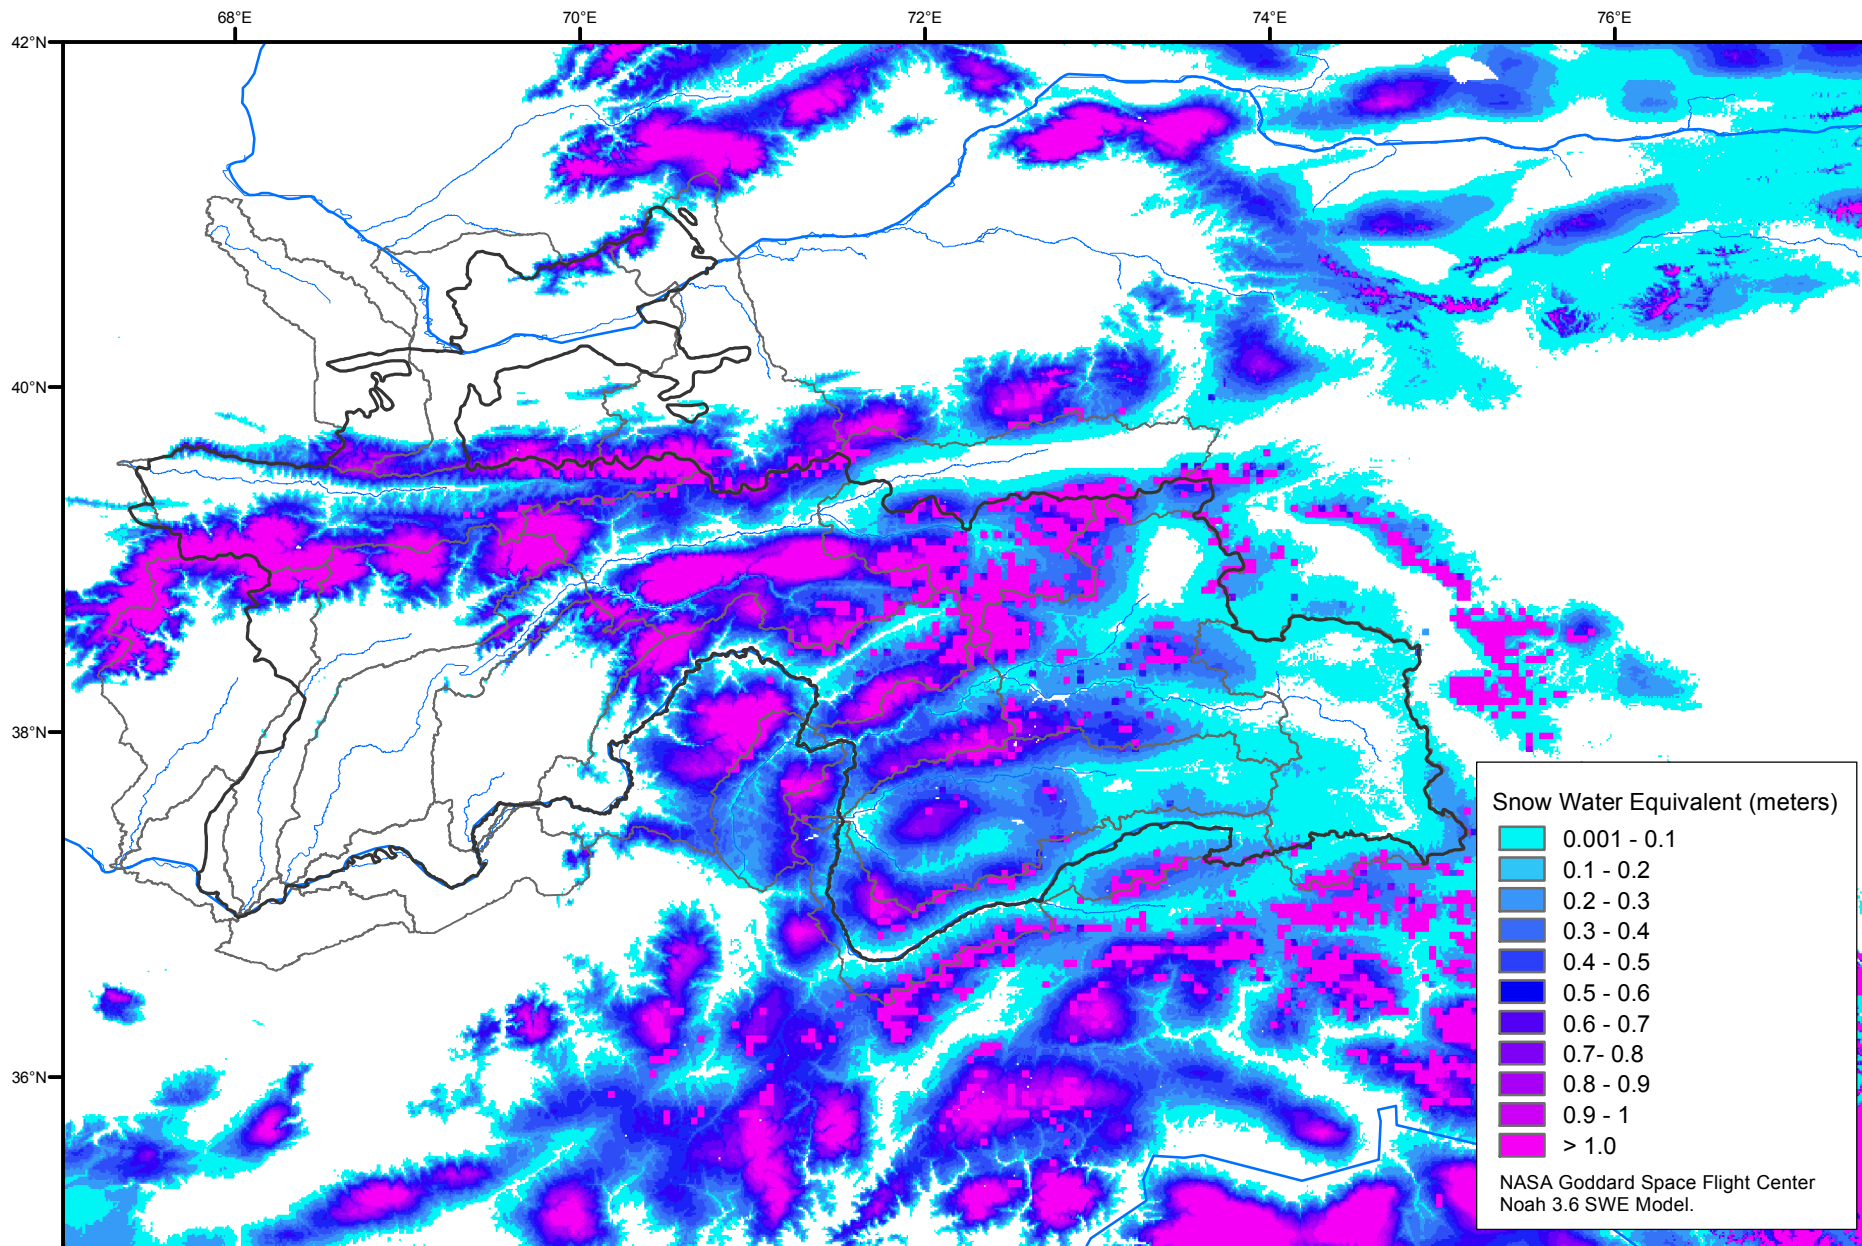 68°E
70°E
72°E
74°E
76°E
42°N
40°N
38°N
36°N
Snow Water Equivalent (meters)
0.001 - 0.1
0.1 - 0.2
0.2 - 0.3
0.3 - 0.4
0.4 - 0.5
0.5 - 0.6
0.6 - 0.7
0.7- 0.8
0.8 - 0.9
0.9 - 1
> 1.0
NASA Goddard Space Flight Center
Noah 3.6 SWE Model.